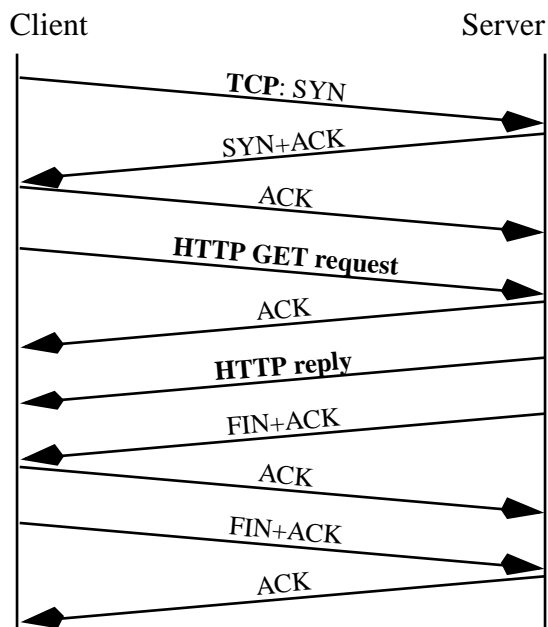 Client
Server
TCP: SYN
SYN+ACK
ACK
HTTP GET request
ACK
HTTP reply
FIN+ACK
ACK
FIN+ACK
ACK